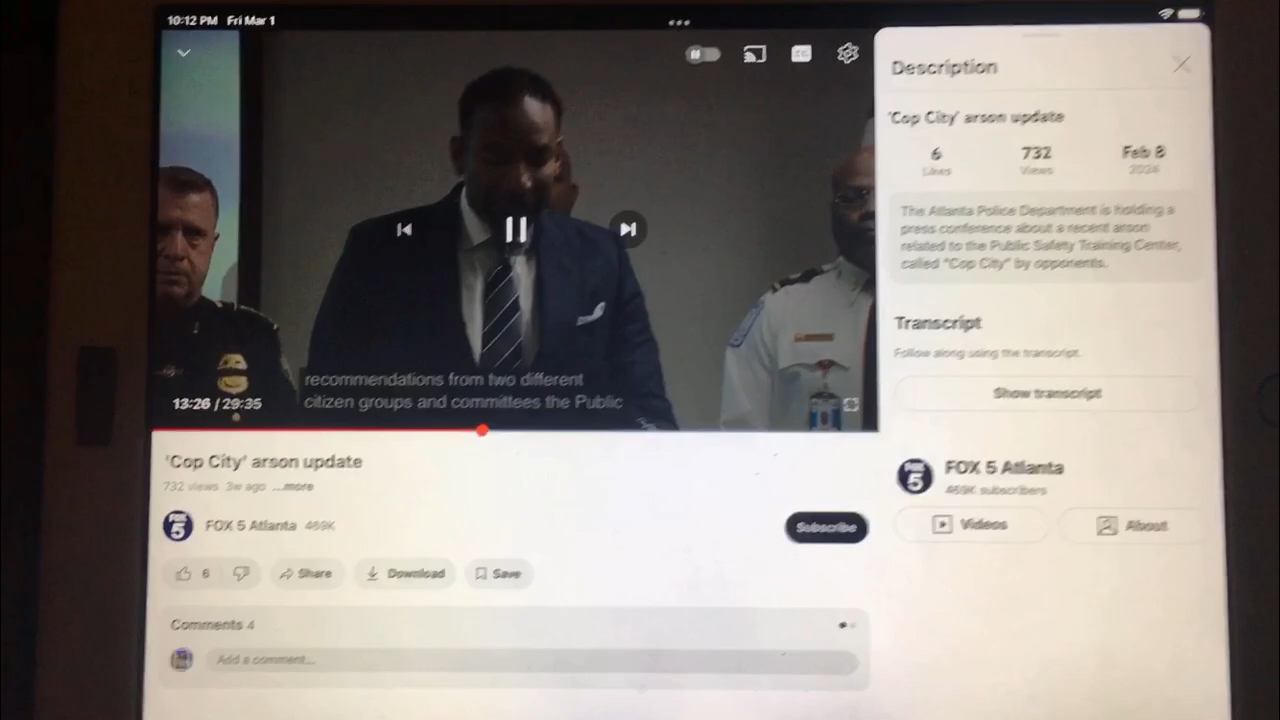 10:12 PM Fri Mar 1
recommendations from two different
citizen groups and committees the Public
13:26 / 29:35
'Cop City' arson update
732 views 3w ago ...more
FOX 5 Atlanta 469K
Subscribe
6
Share
Download
Save
Comments 4
Add a comment...
Description
'Cop City' arson update
6
732
Feb 8
Likes
Views
2024
The Atlanta Police Department is holding a
press conference about a recent arson
related to the Public Safety Training Center,
called "Cop City" by opponents.
Transcript
Follow along using the transcript.
Show transcript
FOX 5
FOX 5 Atlanta
469K subscribers
Videos
About